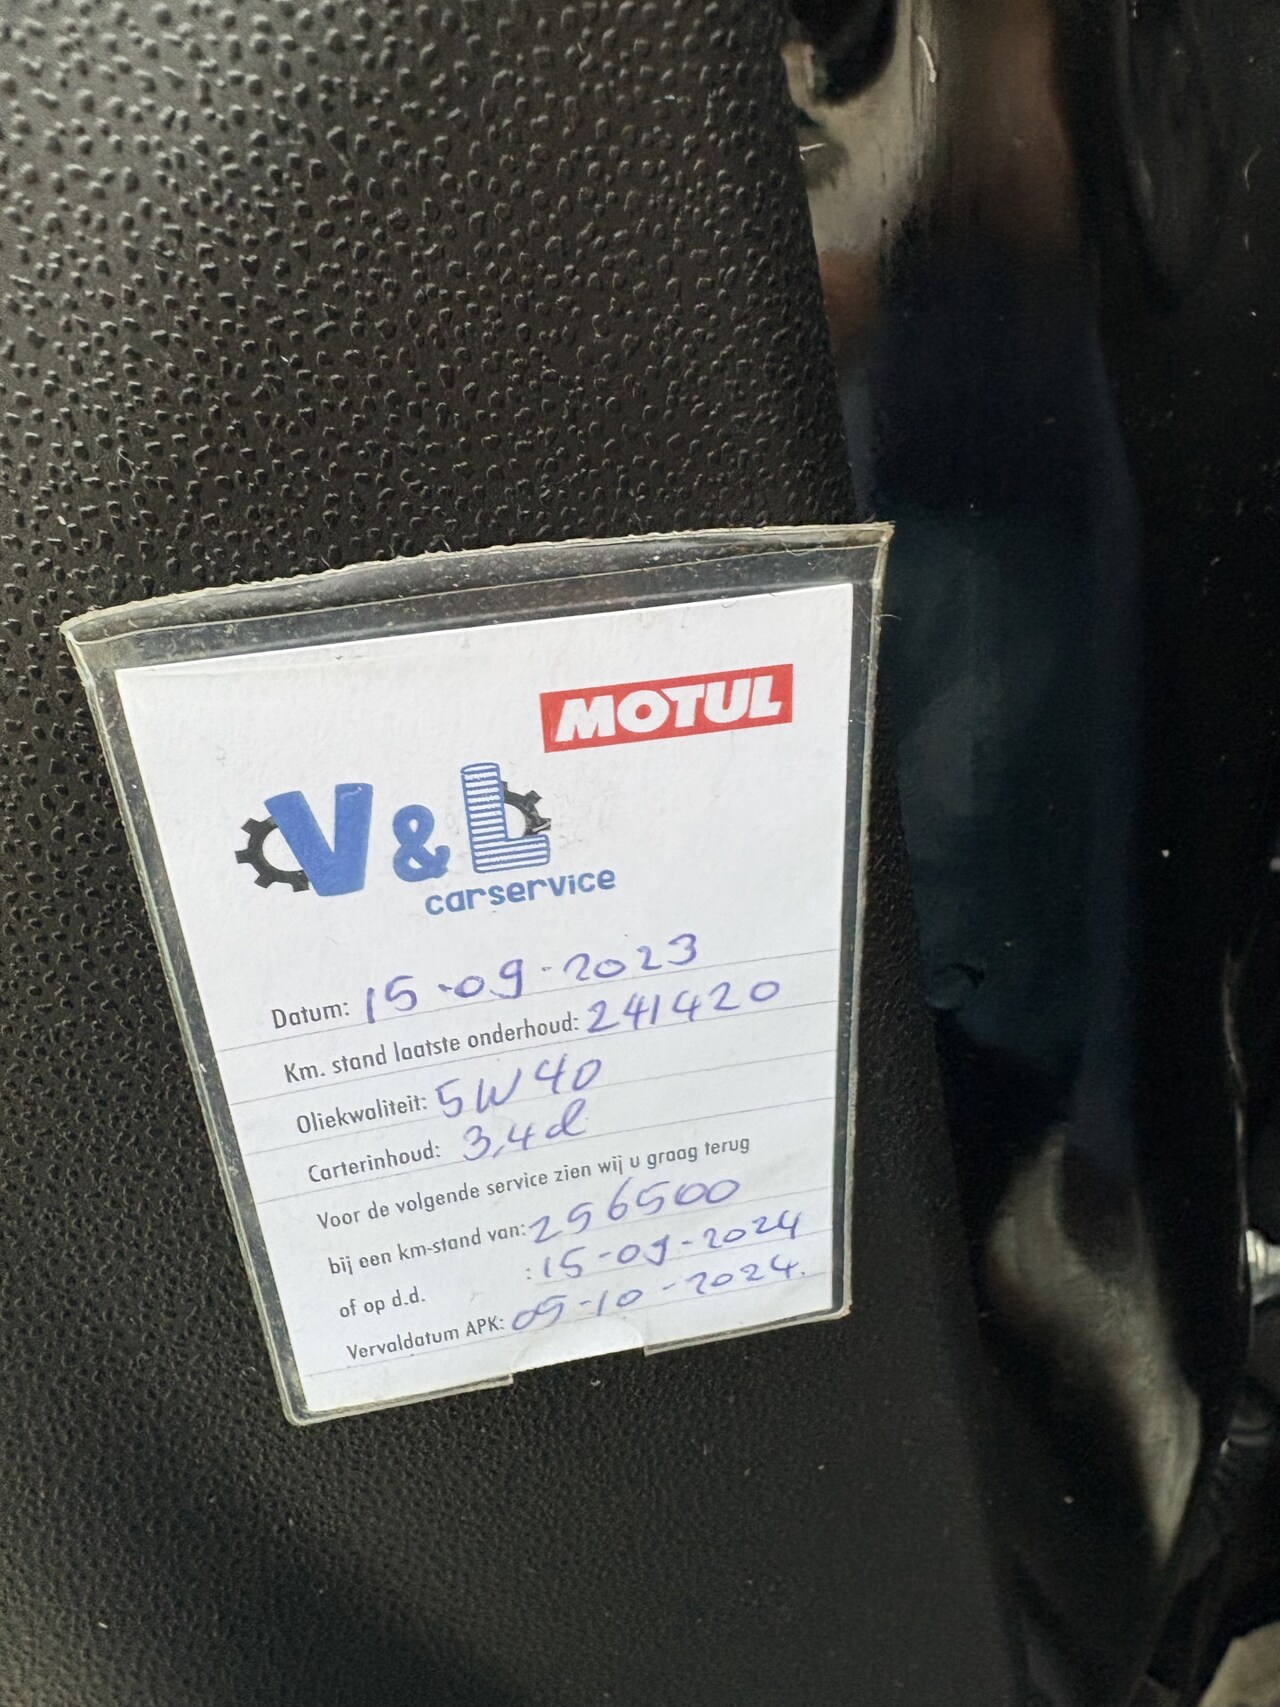 MOTUL
V & L
carservice
Datum: 15-09-2023
Km. stand laatste onderhoud: 241420
Oliekwaliteit: 5W40
Carterinhoud: 3,4l
Voor de volgende service zien wij u graag terug
bij een km-stand van: 256500
of op d.d. : 15-09-2024
Vervaldatum APK: 05-10-2024.